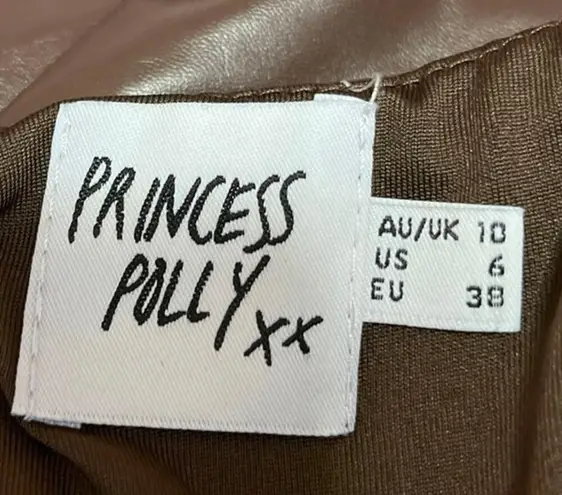 PRINCESS
POLLY xx
AU/UK 10
US 6
EU 38